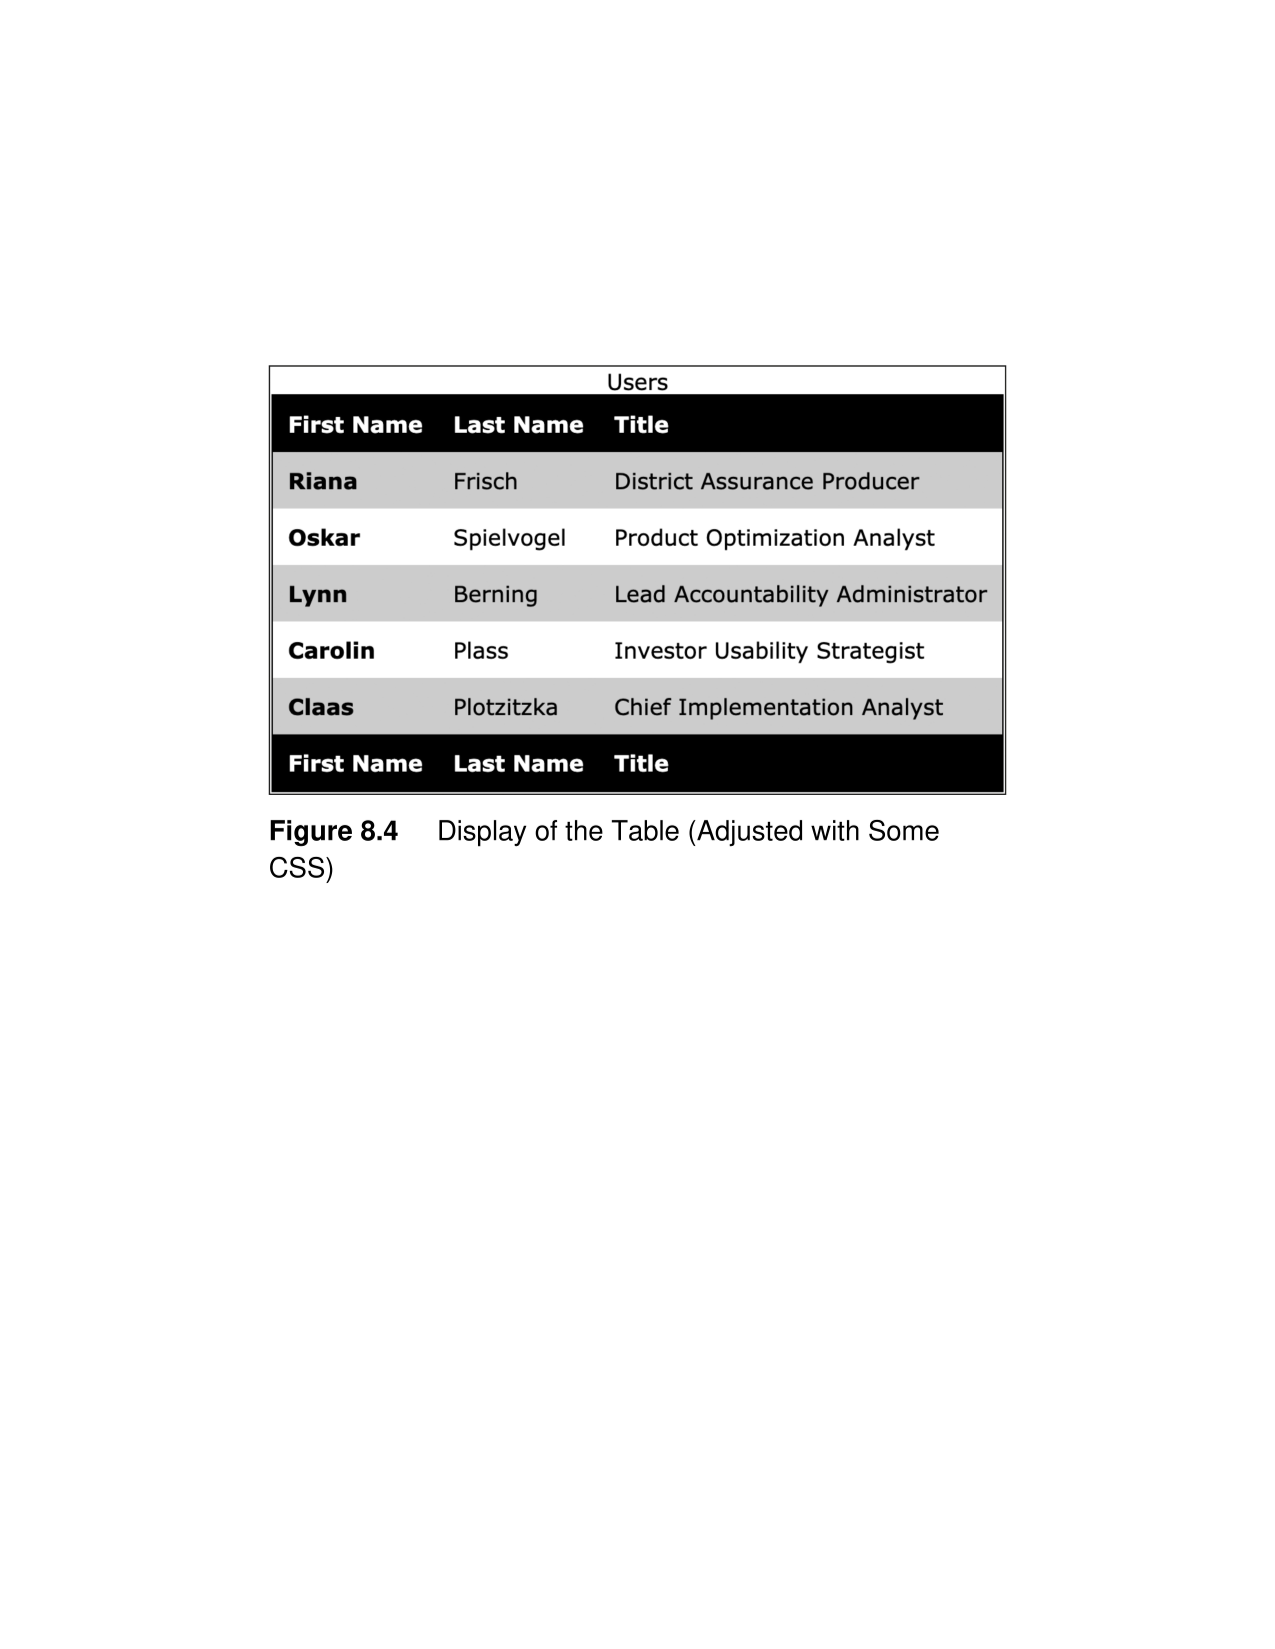 Users
First Name Last Name Title
Riana Frisch District Assurance Producer
Oskar Spielvogel Product Optimization Analyst
Lynn Berning Lead Accountability Administrator
Carolin Plass Investor Usability Strategist
Claas Plotzitzka Chief Implementation Analyst
First Name Last Name Title
Figure 8.4 Display of the Table (Adjusted with Some
CSS)